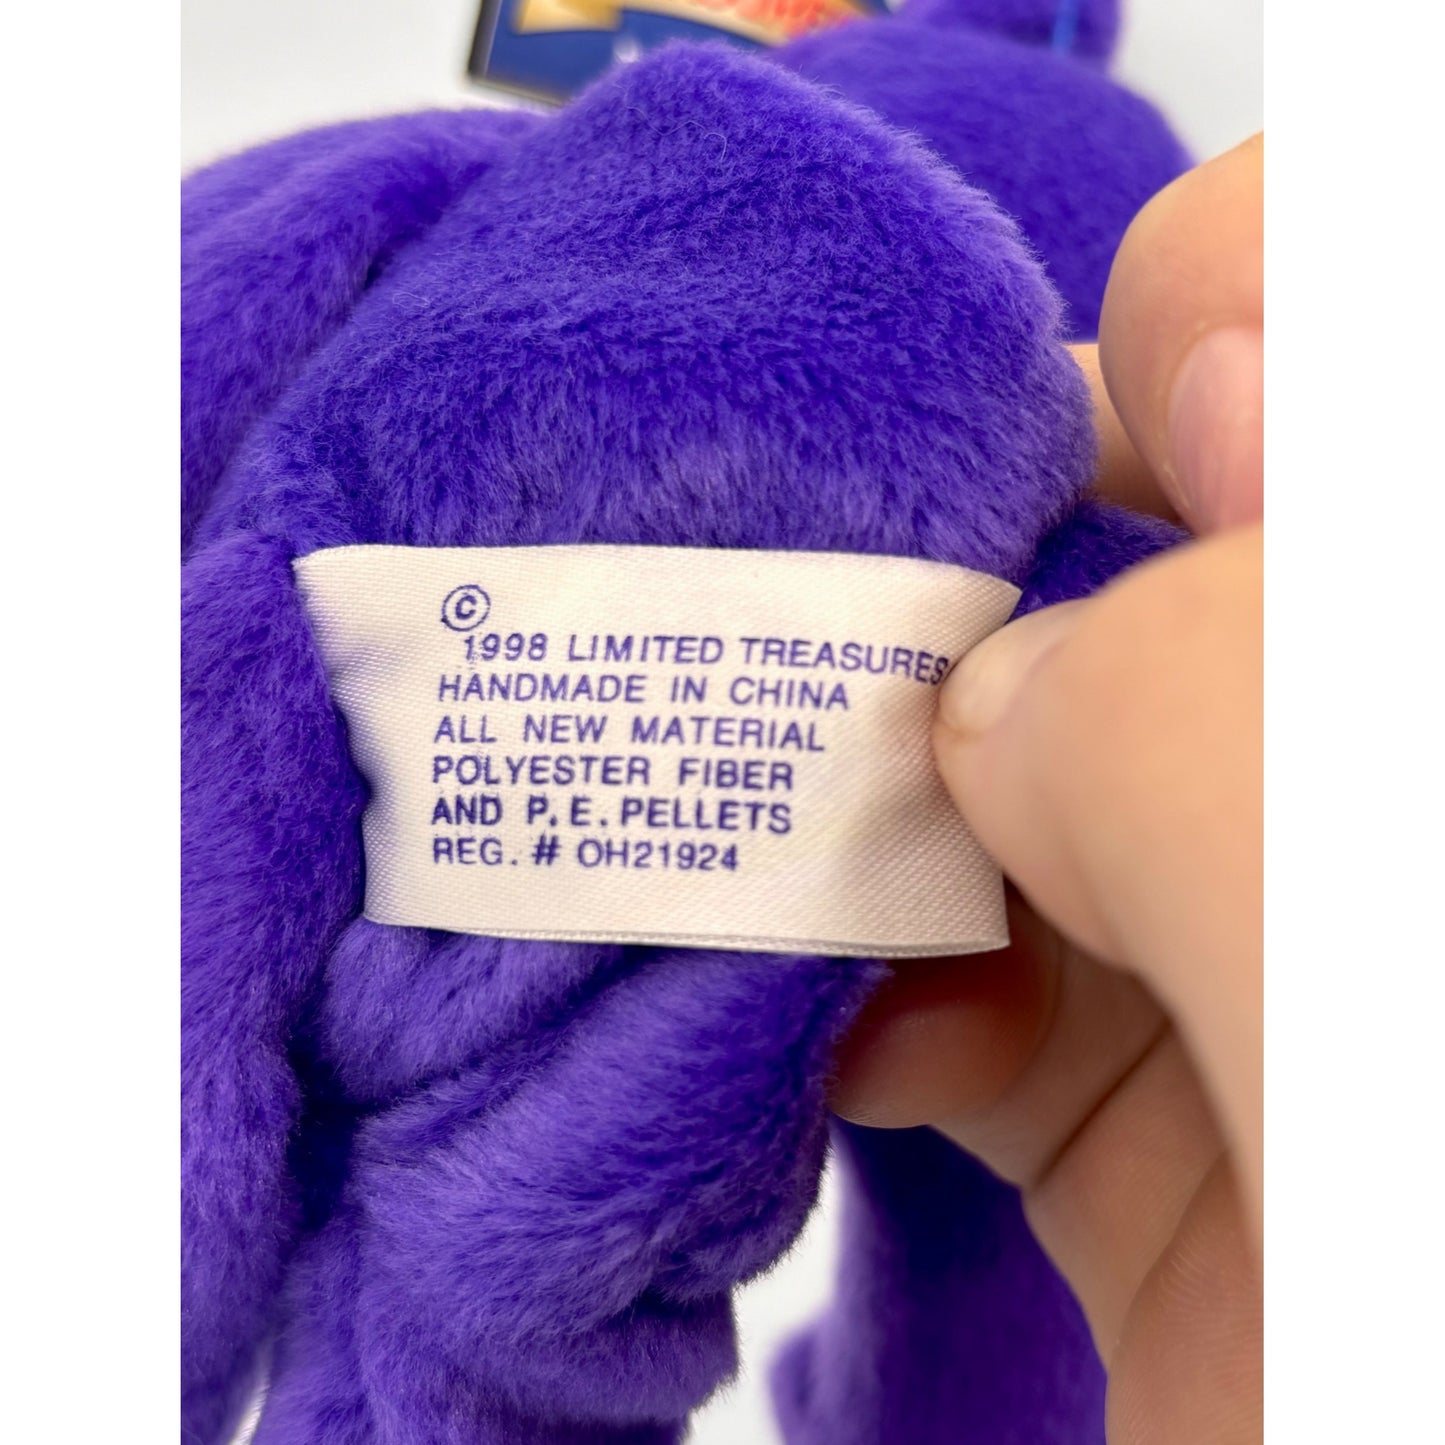 ©
1998 LIMITED TREASURES
HANDMADE IN CHINA
ALL NEW MATERIAL
POLYESTER FIBER
AND P.E. PELLETS
REG. # OH21924